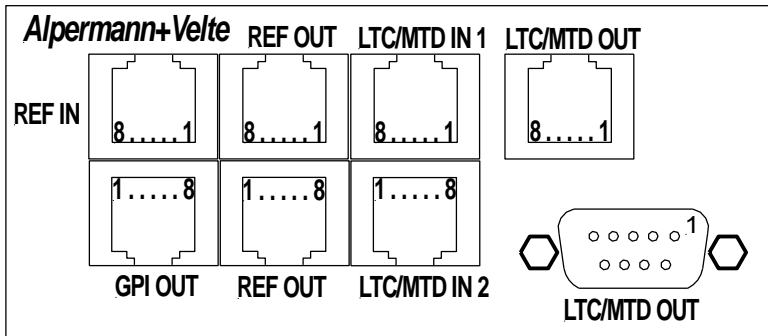 Alpermann+Velte REF OUT LTC/MTD IN 1 LTC/MTD OUT
REF IN
8.....1 8.....1 8.....1 8.....1
1.....8 1.....8 1.....8
1
GPI OUT REF OUT LTC/MTD IN 2
LTC/MTD OUT